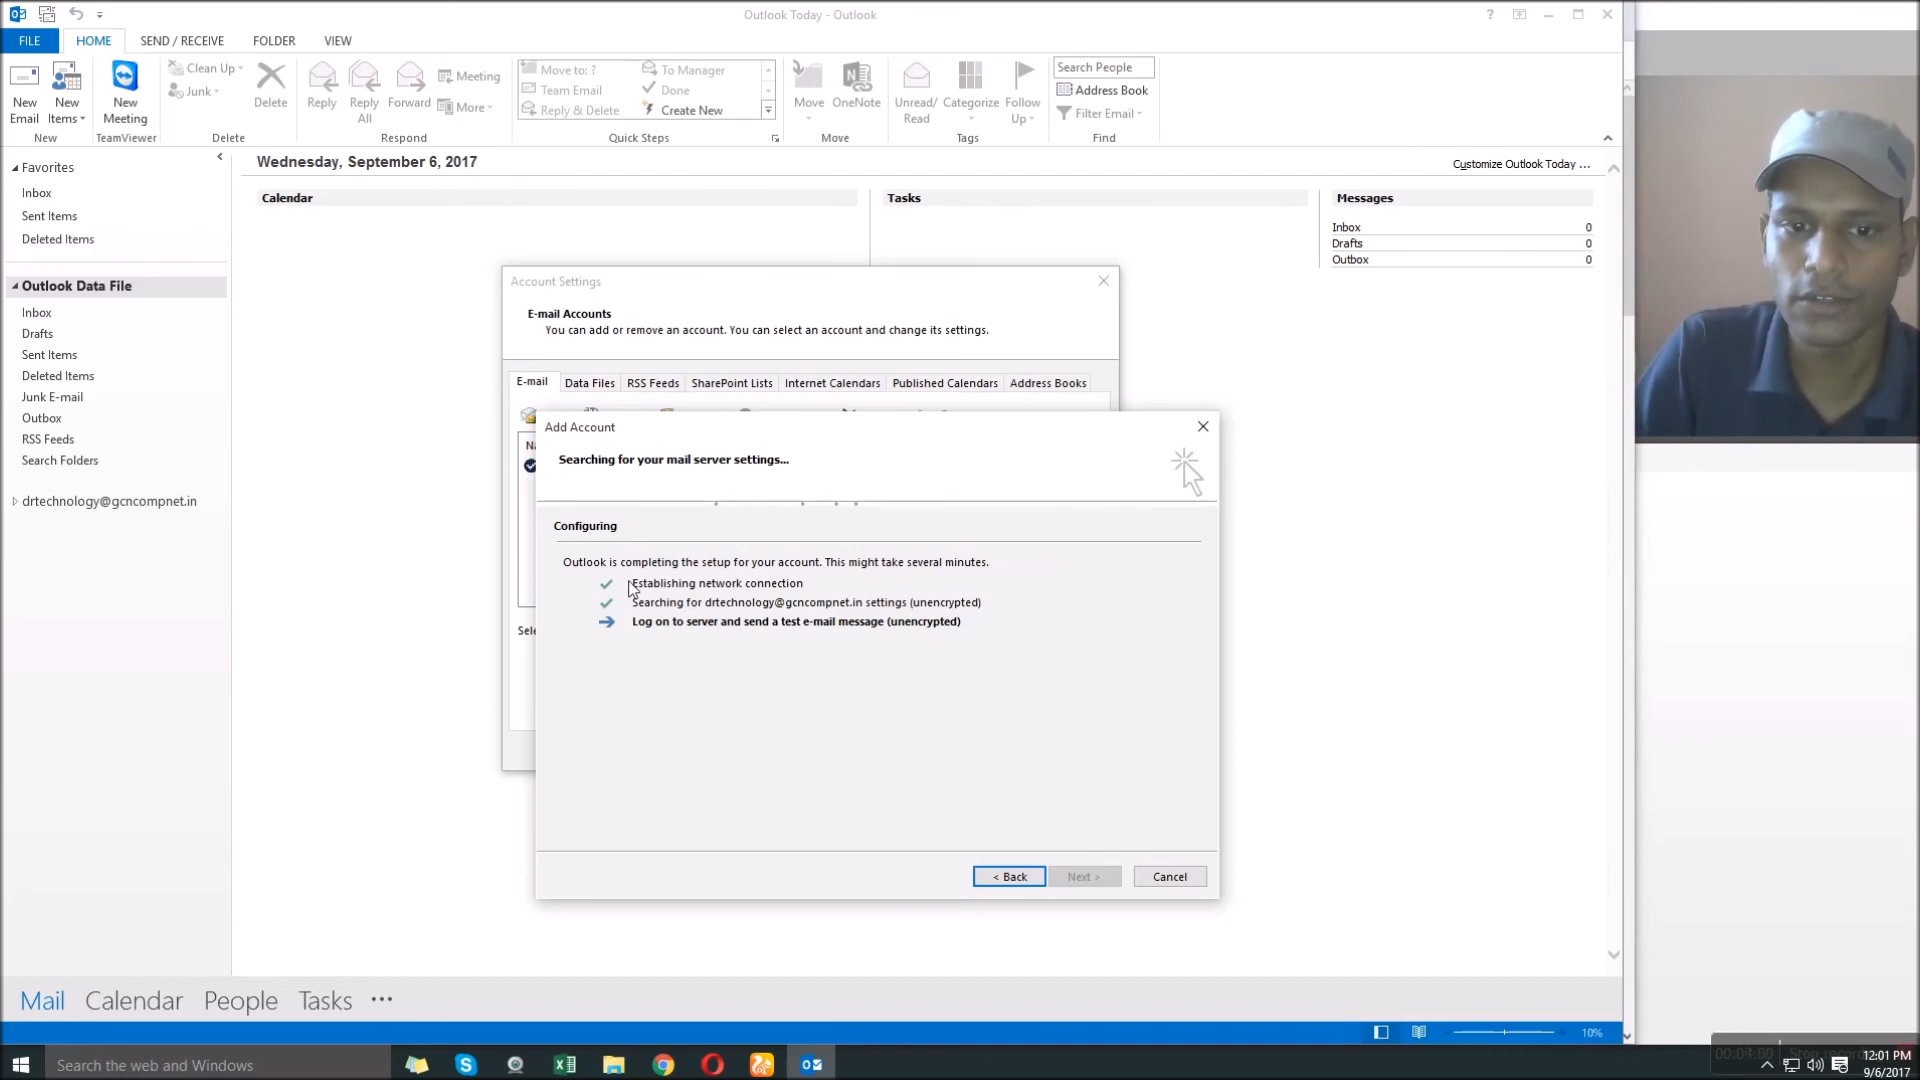 Outlook Today - Outlook
FILE
HOME
SEND / RECEIVE
FOLDER
VIEW
New Email
New Items
New
New Meeting
TeamViewer
Clean Up
Junk
Delete
Delete
Reply
Reply All
Forward
Meeting
More
Respond
Move to: ?
Team Email
Reply & Delete
To Manager
Done
Create New
Quick Steps
Move
OneNote
Move
Unread/ Read
Categorize
Follow Up
Tags
Search People
Address Book
Filter Email
Find
Favorites
Inbox
Sent Items
Deleted Items
Outlook Data File
Inbox
Drafts
Sent Items
Deleted Items
Junk E-mail
Outbox
RSS Feeds
Search Folders
drtechnology@gcncompnet.in
Wednesday, September 6, 2017
Customize Outlook Today ...
Calendar
Tasks
Messages
Inbox 0
Drafts 0
Outbox 0
Account Settings
E-mail Accounts
You can add or remove an account. You can select an account and change its settings.
E-mail
Data Files
RSS Feeds
SharePoint Lists
Internet Calendars
Published Calendars
Address Books
Add Account
Searching for your mail server settings...
Configuring
Outlook is completing the setup for your account. This might take several minutes.
Establishing network connection
Searching for drtechnology@gcncompnet.in settings (unencrypted)
Log on to server and send a test e-mail message (unencrypted)
< Back
Next >
Cancel
Mail
Calendar
People
Tasks
10%
Search the web and Windows
12:01 PM
9/6/2017